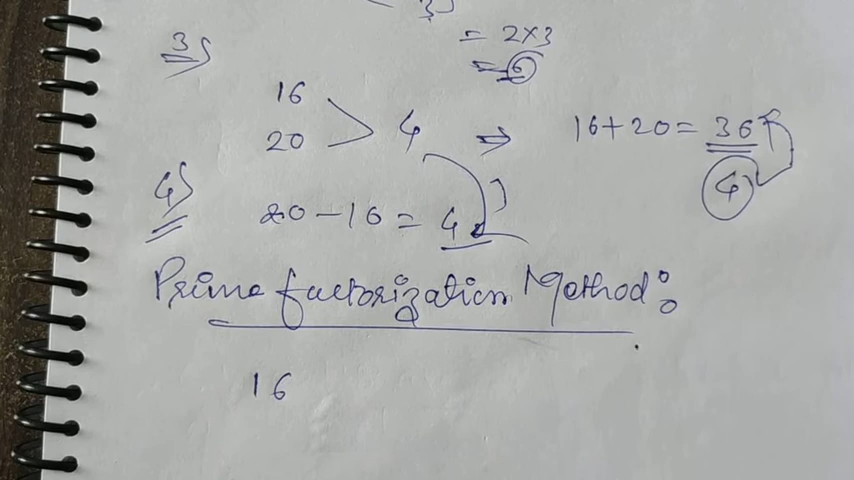 = 2×3
3)
= 6
16
20 > 4 ⇒ 16+20 = 36
4
4)
20 − 16 = 4
Prime factorization Method:
16